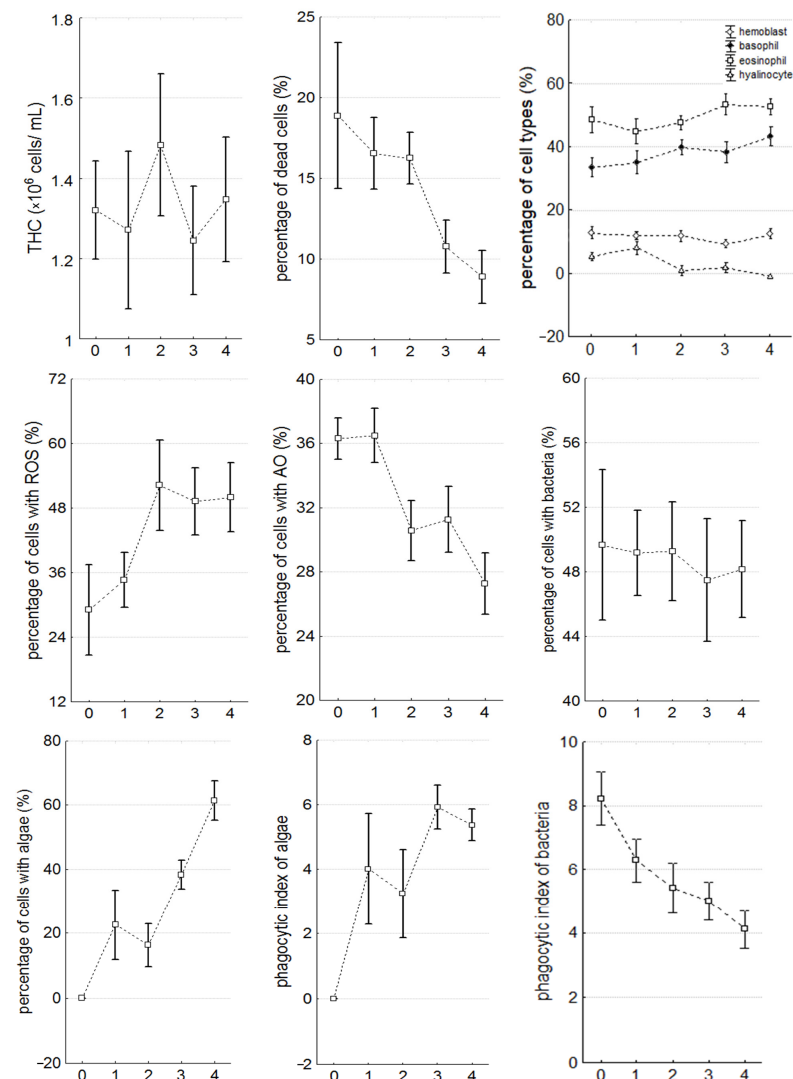 THC (×10⁶ cells/ mL)
1.8
1.6
1.4
1.2
1
0 1 2 3 4
percentage of dead cells (%)
25
20
15
10
5
0 1 2 3 4
percentage of cell types (%)
hemoblast
basophil
eosinophil
hyalinocyte
80
60
40
20
0
−20
0 1 2 3 4
percentage of cells with ROS (%)
72
60
48
36
24
12
0 1 2 3 4
percentage of cells with AO (%)
40
36
32
28
24
20
0 1 2 3 4
percentage of cells with bacteria (%)
60
56
52
48
44
40
0 1 2 3 4
percentage of cells with algae (%)
80
60
40
20
0
−20
0 1 2 3 4
phagocytic index of algae
8
6
4
2
0
−2
0 1 2 3 4
phagocytic index of bacteria
10
8
6
4
2
0
0 1 2 3 4